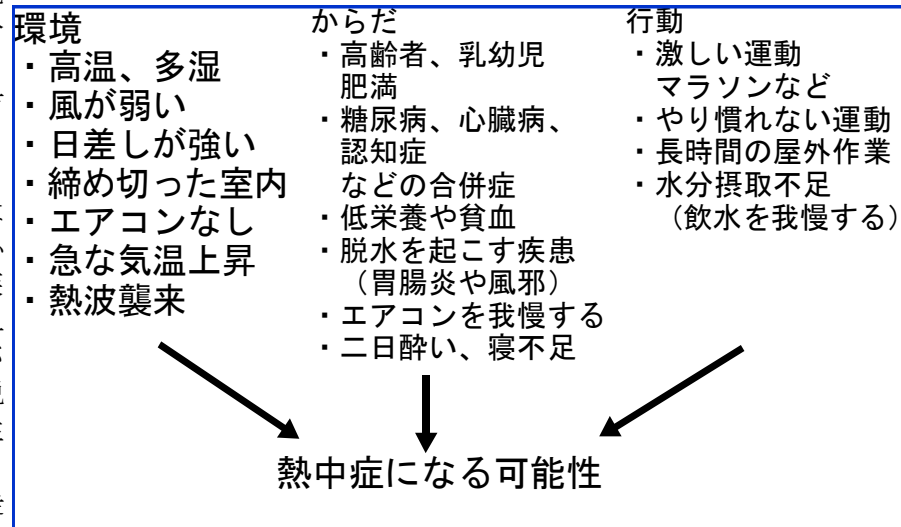 環境
・高温、多湿
・風が弱い
・日差しが強い
・締め切った室内
・エアコンなし
・急な気温上昇
・熱波襲来
からだ
・高齢者、乳幼児
肥満
・糖尿病、心臓病、
認知症
などの合併症
・低栄養や貧血
・脱水を起こす疾患
（胃腸炎や風邪）
・エアコンを我慢する
・二日酔い、寝不足
行動
・激しい運動
マラソンなど
・やり慣れない運動
・長時間の屋外作業
・水分摂取不足
（飲水を我慢する）
熱中症になる可能性